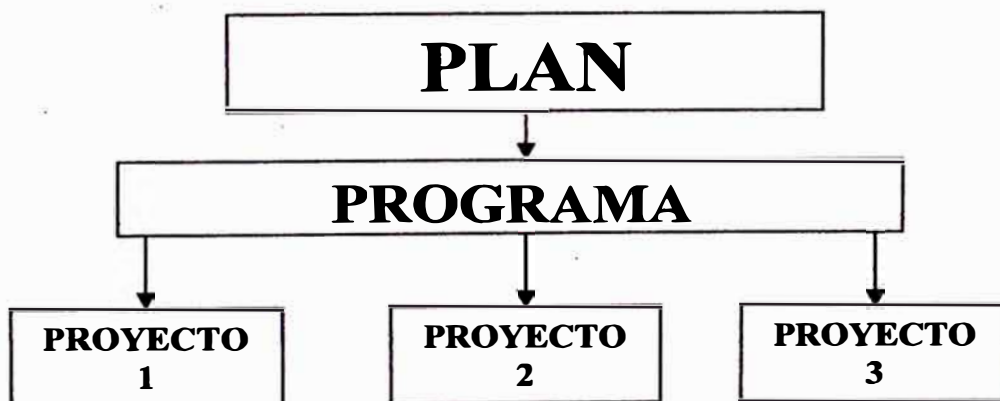 PLAN
PROGRAMA
PROYECTO
1
PROYECTO
2
PROYECTO
3